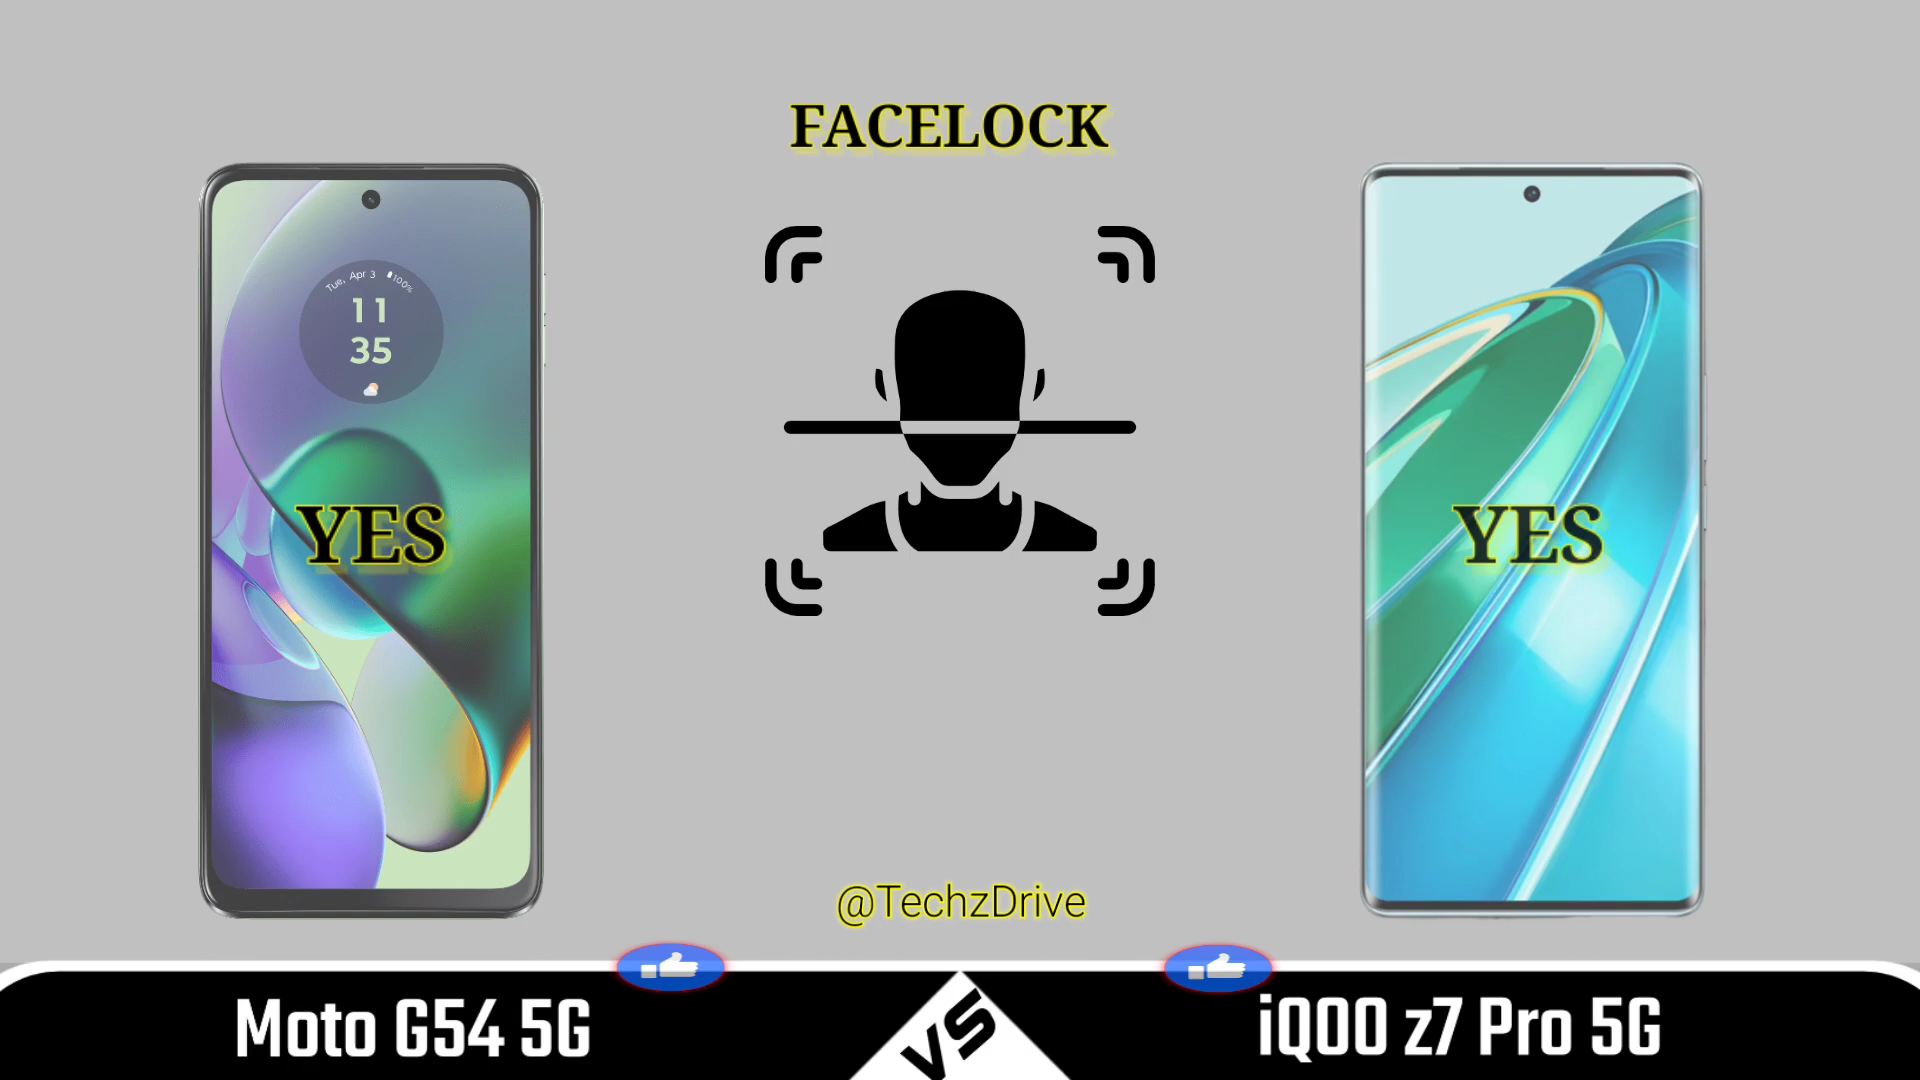 FACELOCK
Tue, Apr 3 100%
11
35
YES
YES
@TechzDrive
Moto G54 5G
VS
iQOO z7 Pro 5G